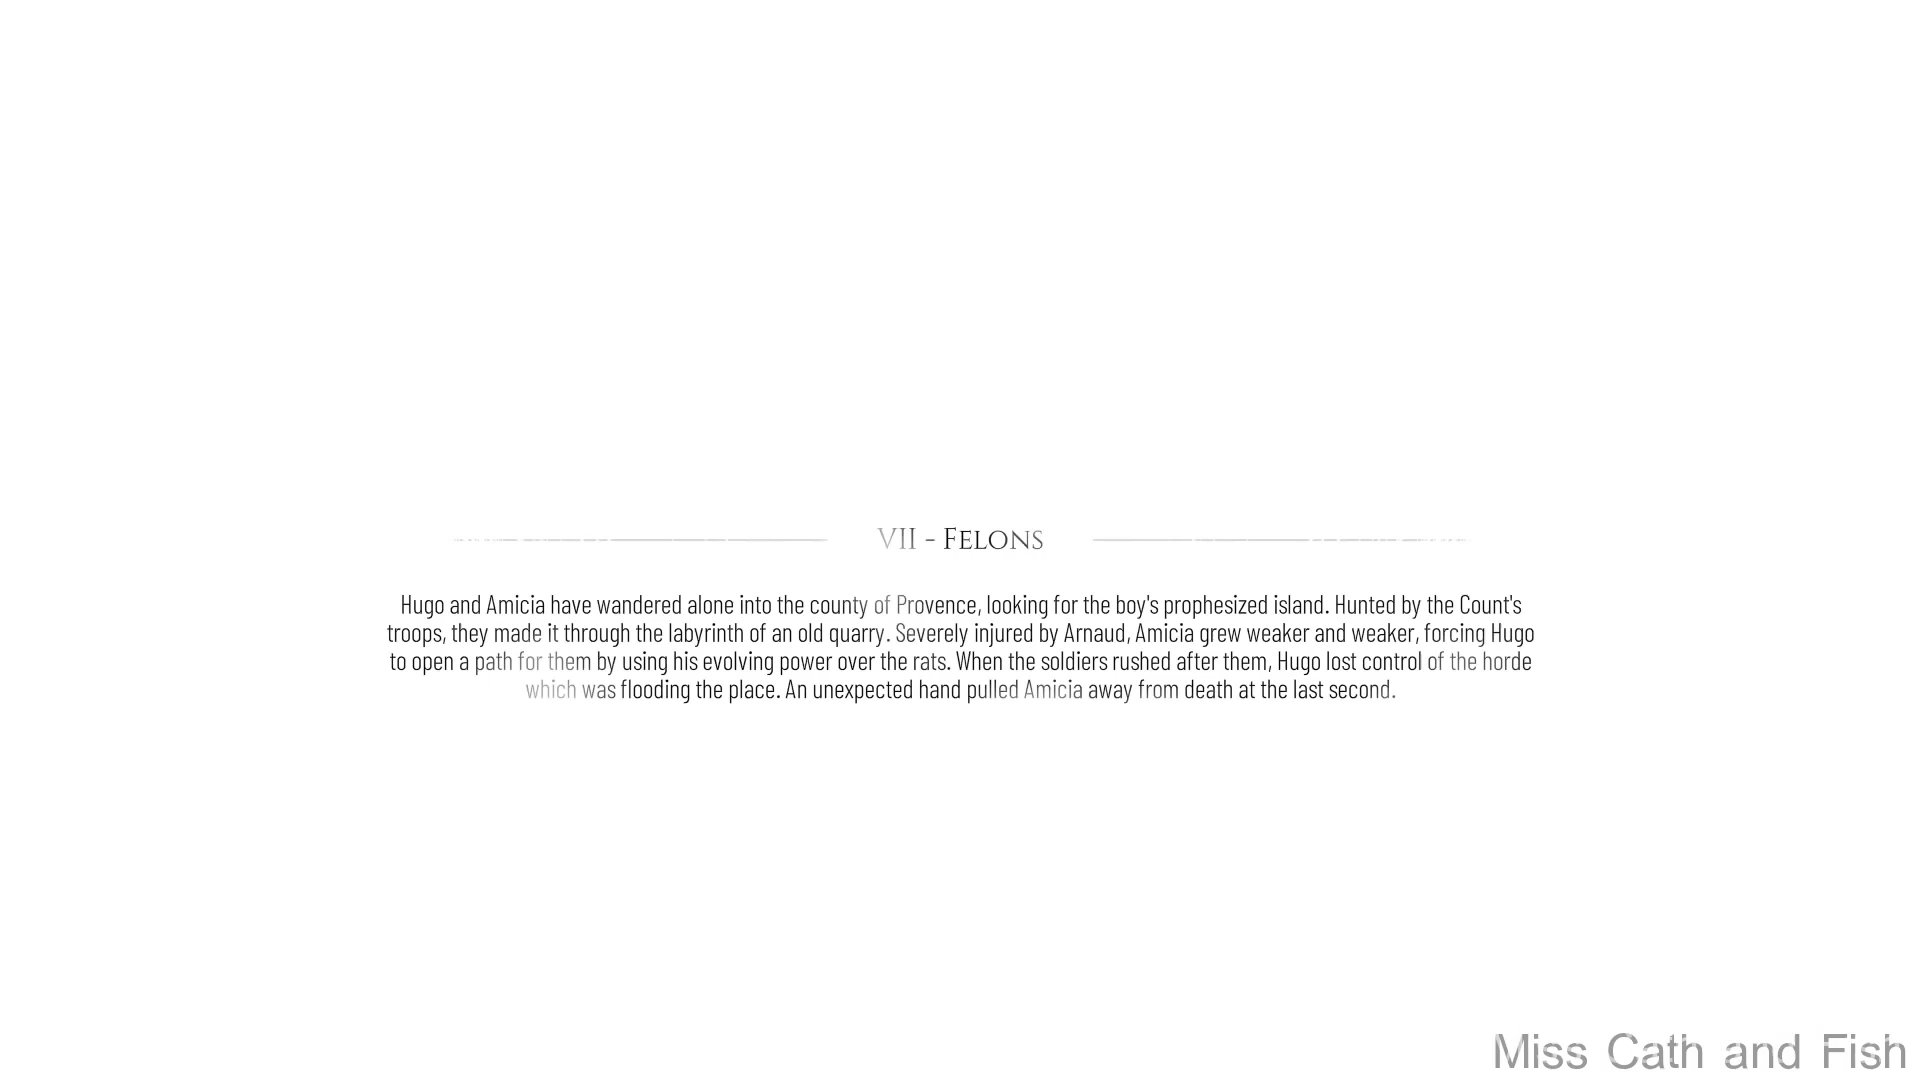 VII - Felons
Hugo and Amicia have wandered alone into the county of Provence, looking for the boy's prophesized island. Hunted by the Count's
troops, they made it through the labyrinth of an old quarry. Severely injured by Arnaud, Amicia grew weaker and weaker, forcing Hugo
to open a path for them by using his evolving power over the rats. When the soldiers rushed after them, Hugo lost control of the horde
which was flooding the place. An unexpected hand pulled Amicia away from death at the last second.
Miss Cath and Fish